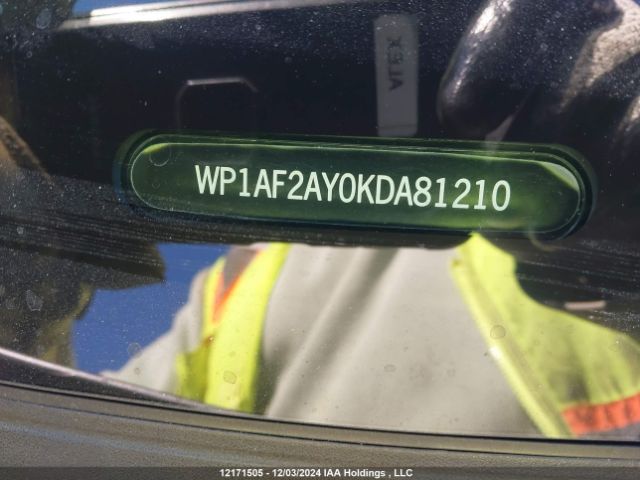 WP1AF2AY0KDA81210
12171505 - 12/03/2024 IAA Holdings , LLC